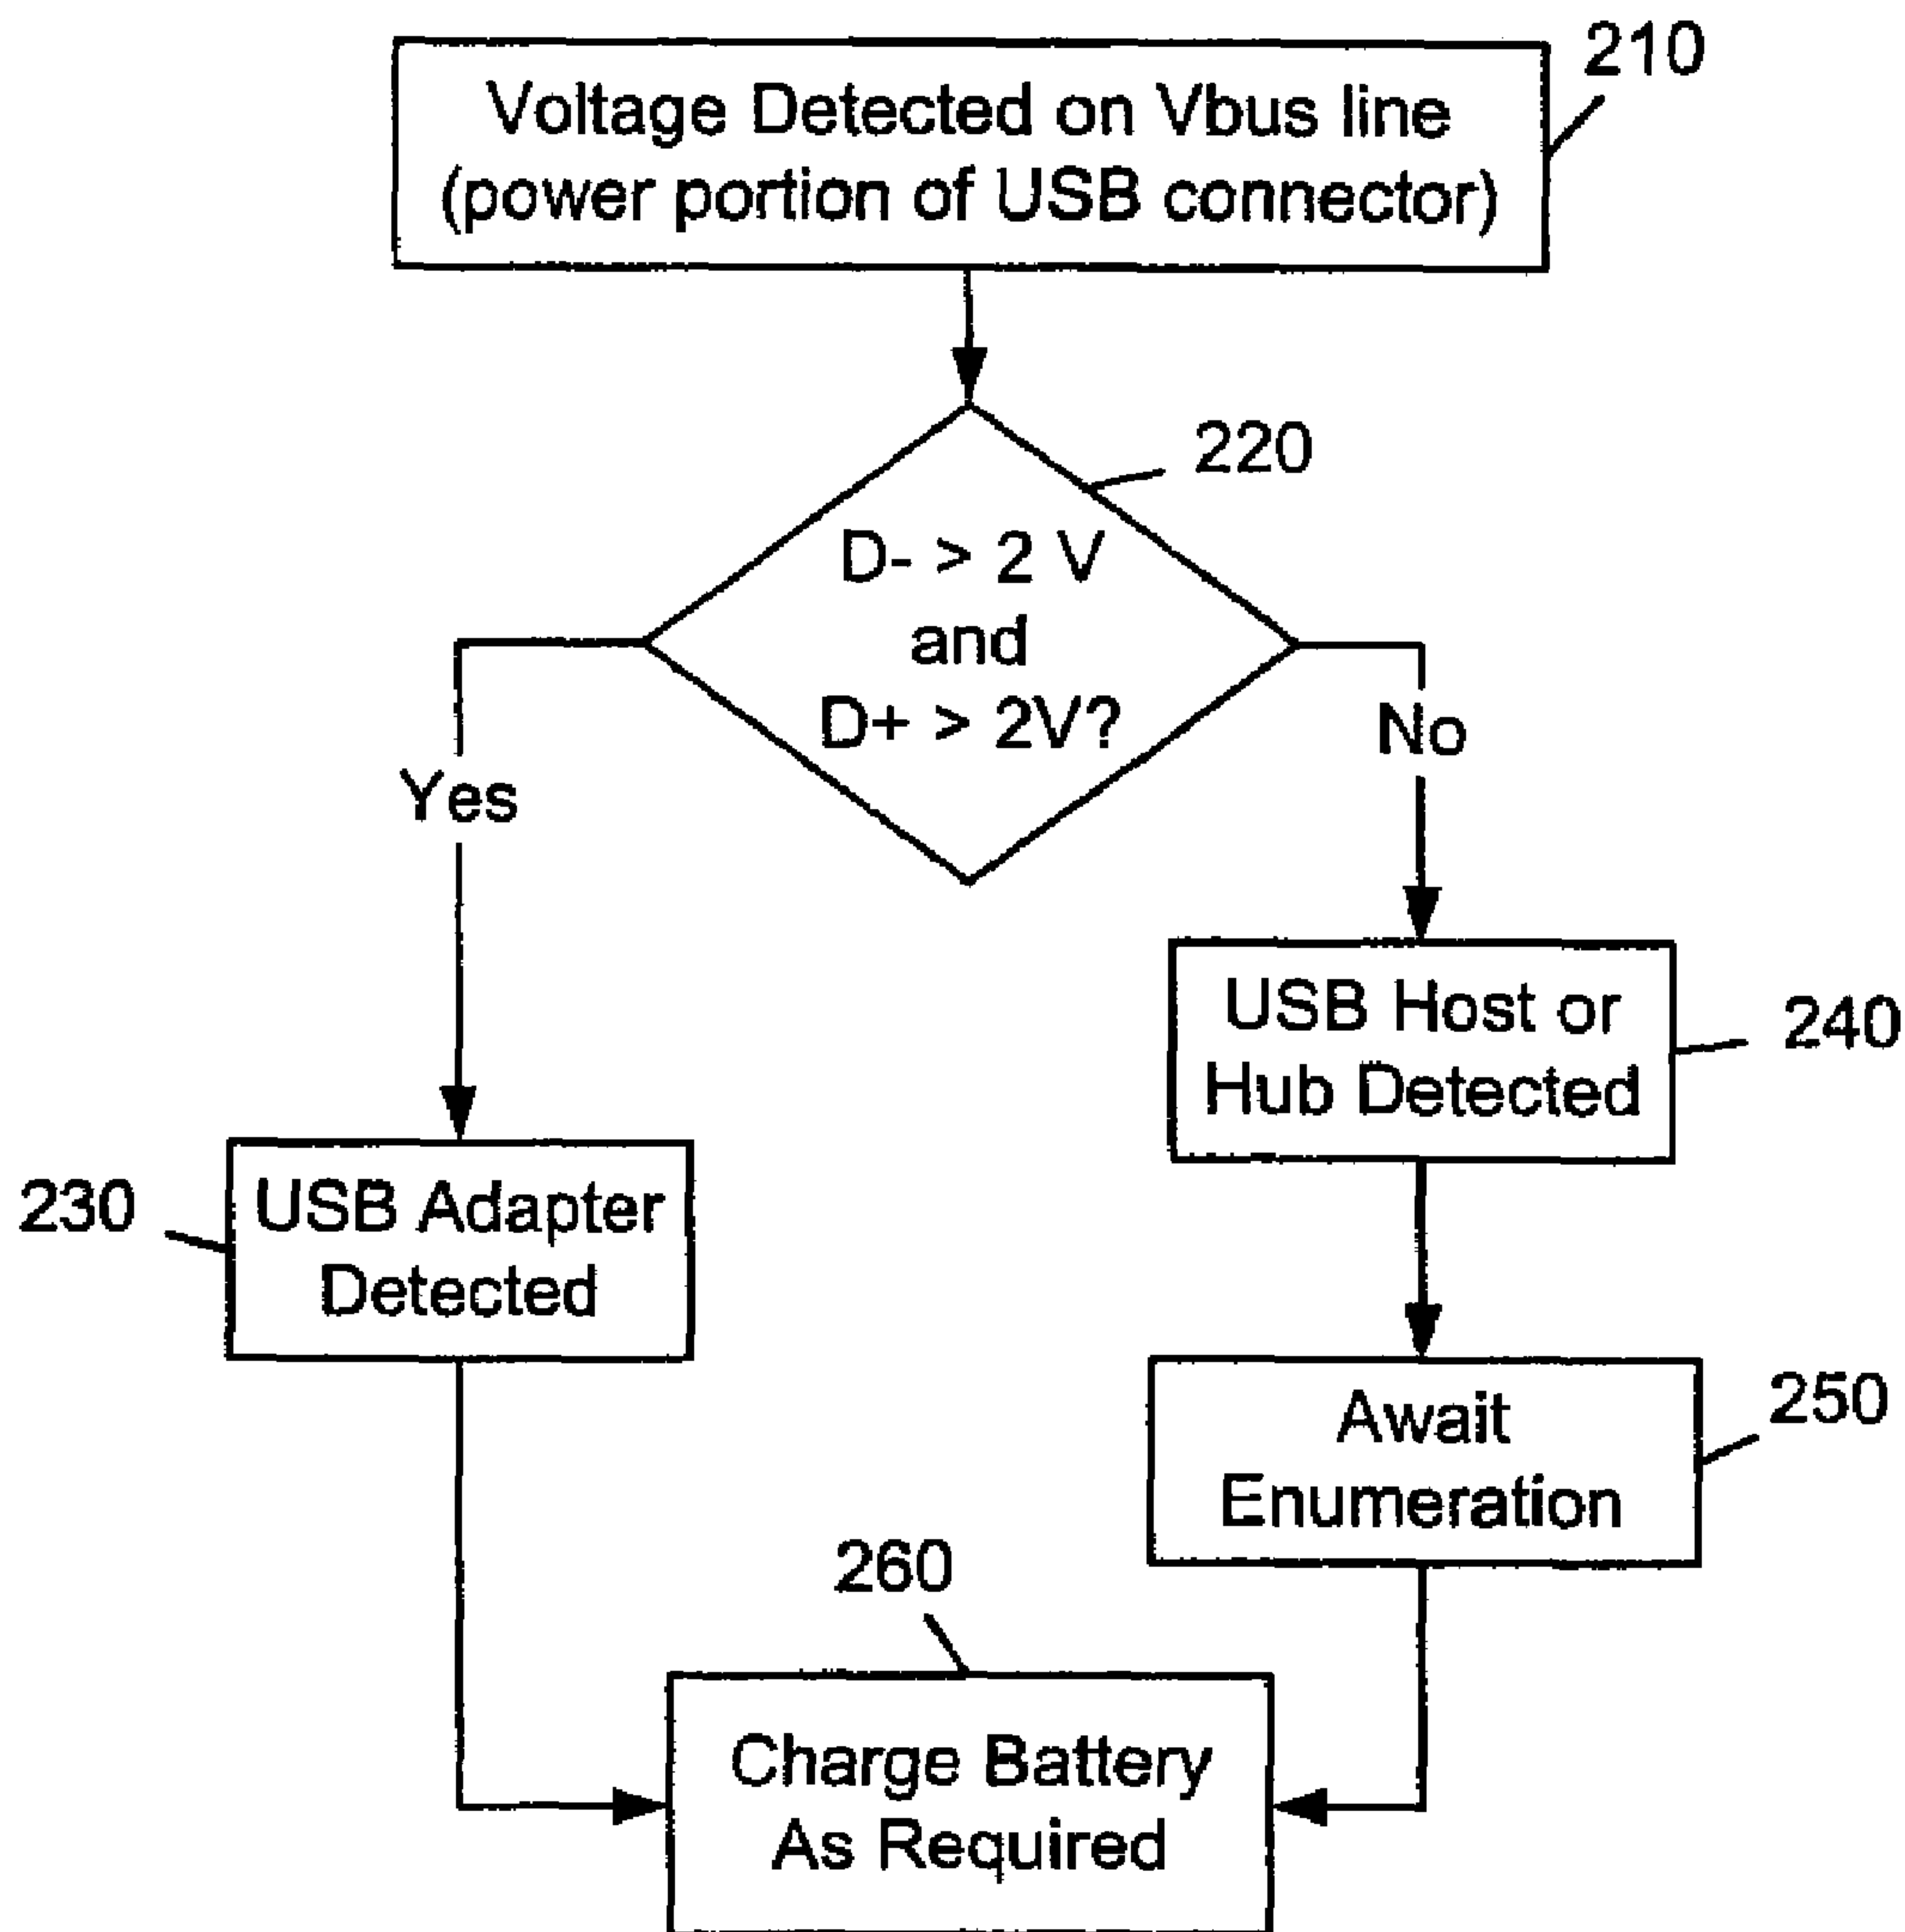 210
Voltage Detected on Vbus line
(power portion of USB connector)
220
D- > 2 V
and
D+ > 2V?
Yes
No
USB Host or
Hub Detected
240
230
USB Adapter
Detected
Await
Enumeration
250
260
Charge Battery
As Required